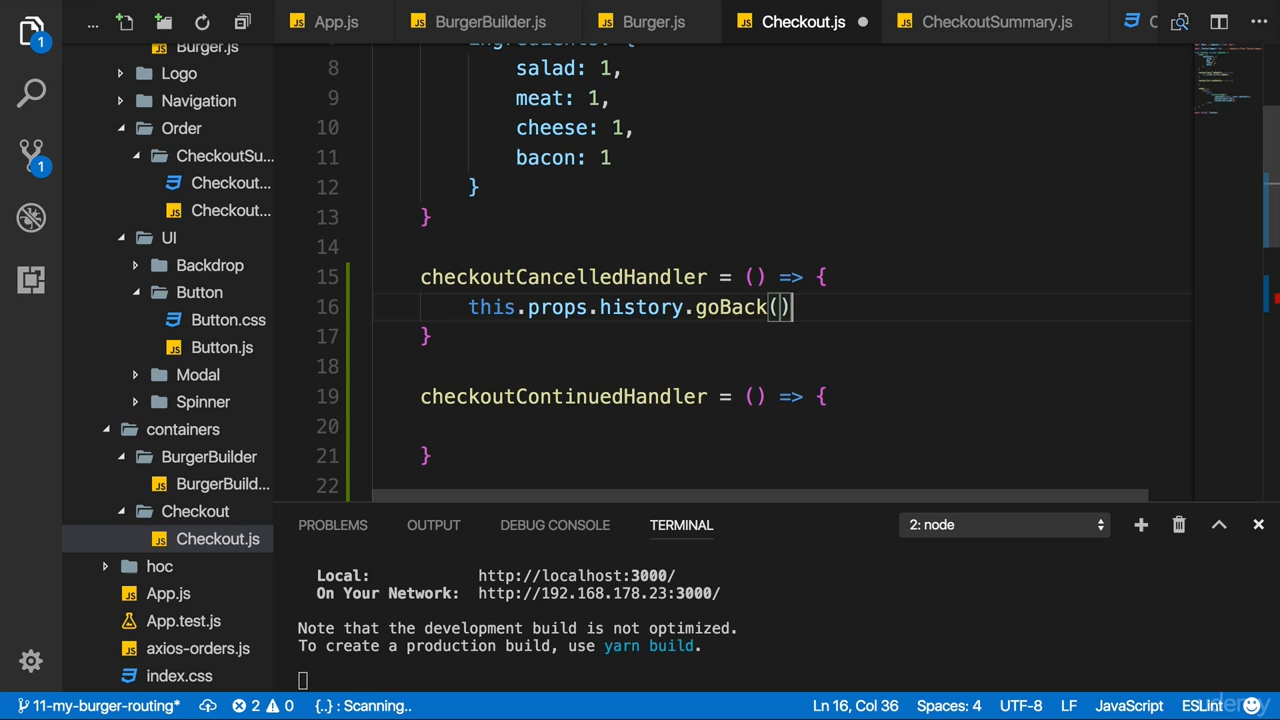 ...
App.js
BurgerBuilder.js
Burger.js
Checkout.js
CheckoutSummary.js
C
...
1
1
Burger.js
Logo
Navigation
Order
CheckoutSu...
Checkout...
Checkout...
UI
Backdrop
Button
Button.css
Button.js
Modal
Spinner
containers
BurgerBuilder
BurgerBuild...
Checkout
Checkout.js
hoc
App.js
App.test.js
axios-orders.js
index.css
ingredients: {
8 salad: 1,
9 meat: 1,
10 cheese: 1,
11 bacon: 1
12 }
13 }
14
15 checkoutCancelledHandler = () => {
16 this.props.history.goBack()
17 }
18
19 checkoutContinuedHandler = () => {
20
21 }
22
PROBLEMS OUTPUT DEBUG CONSOLE TERMINAL 2: node
Local: http://localhost:3000/
On Your Network: http://192.168.178.23:3000/
Note that the development build is not optimized.
To create a production build, use yarn build.
11-my-burger-routing* 2 0 {..} : Scanning.. Ln 16, Col 36 Spaces: 4 UTF-8 LF JavaScript ESLint
udemy